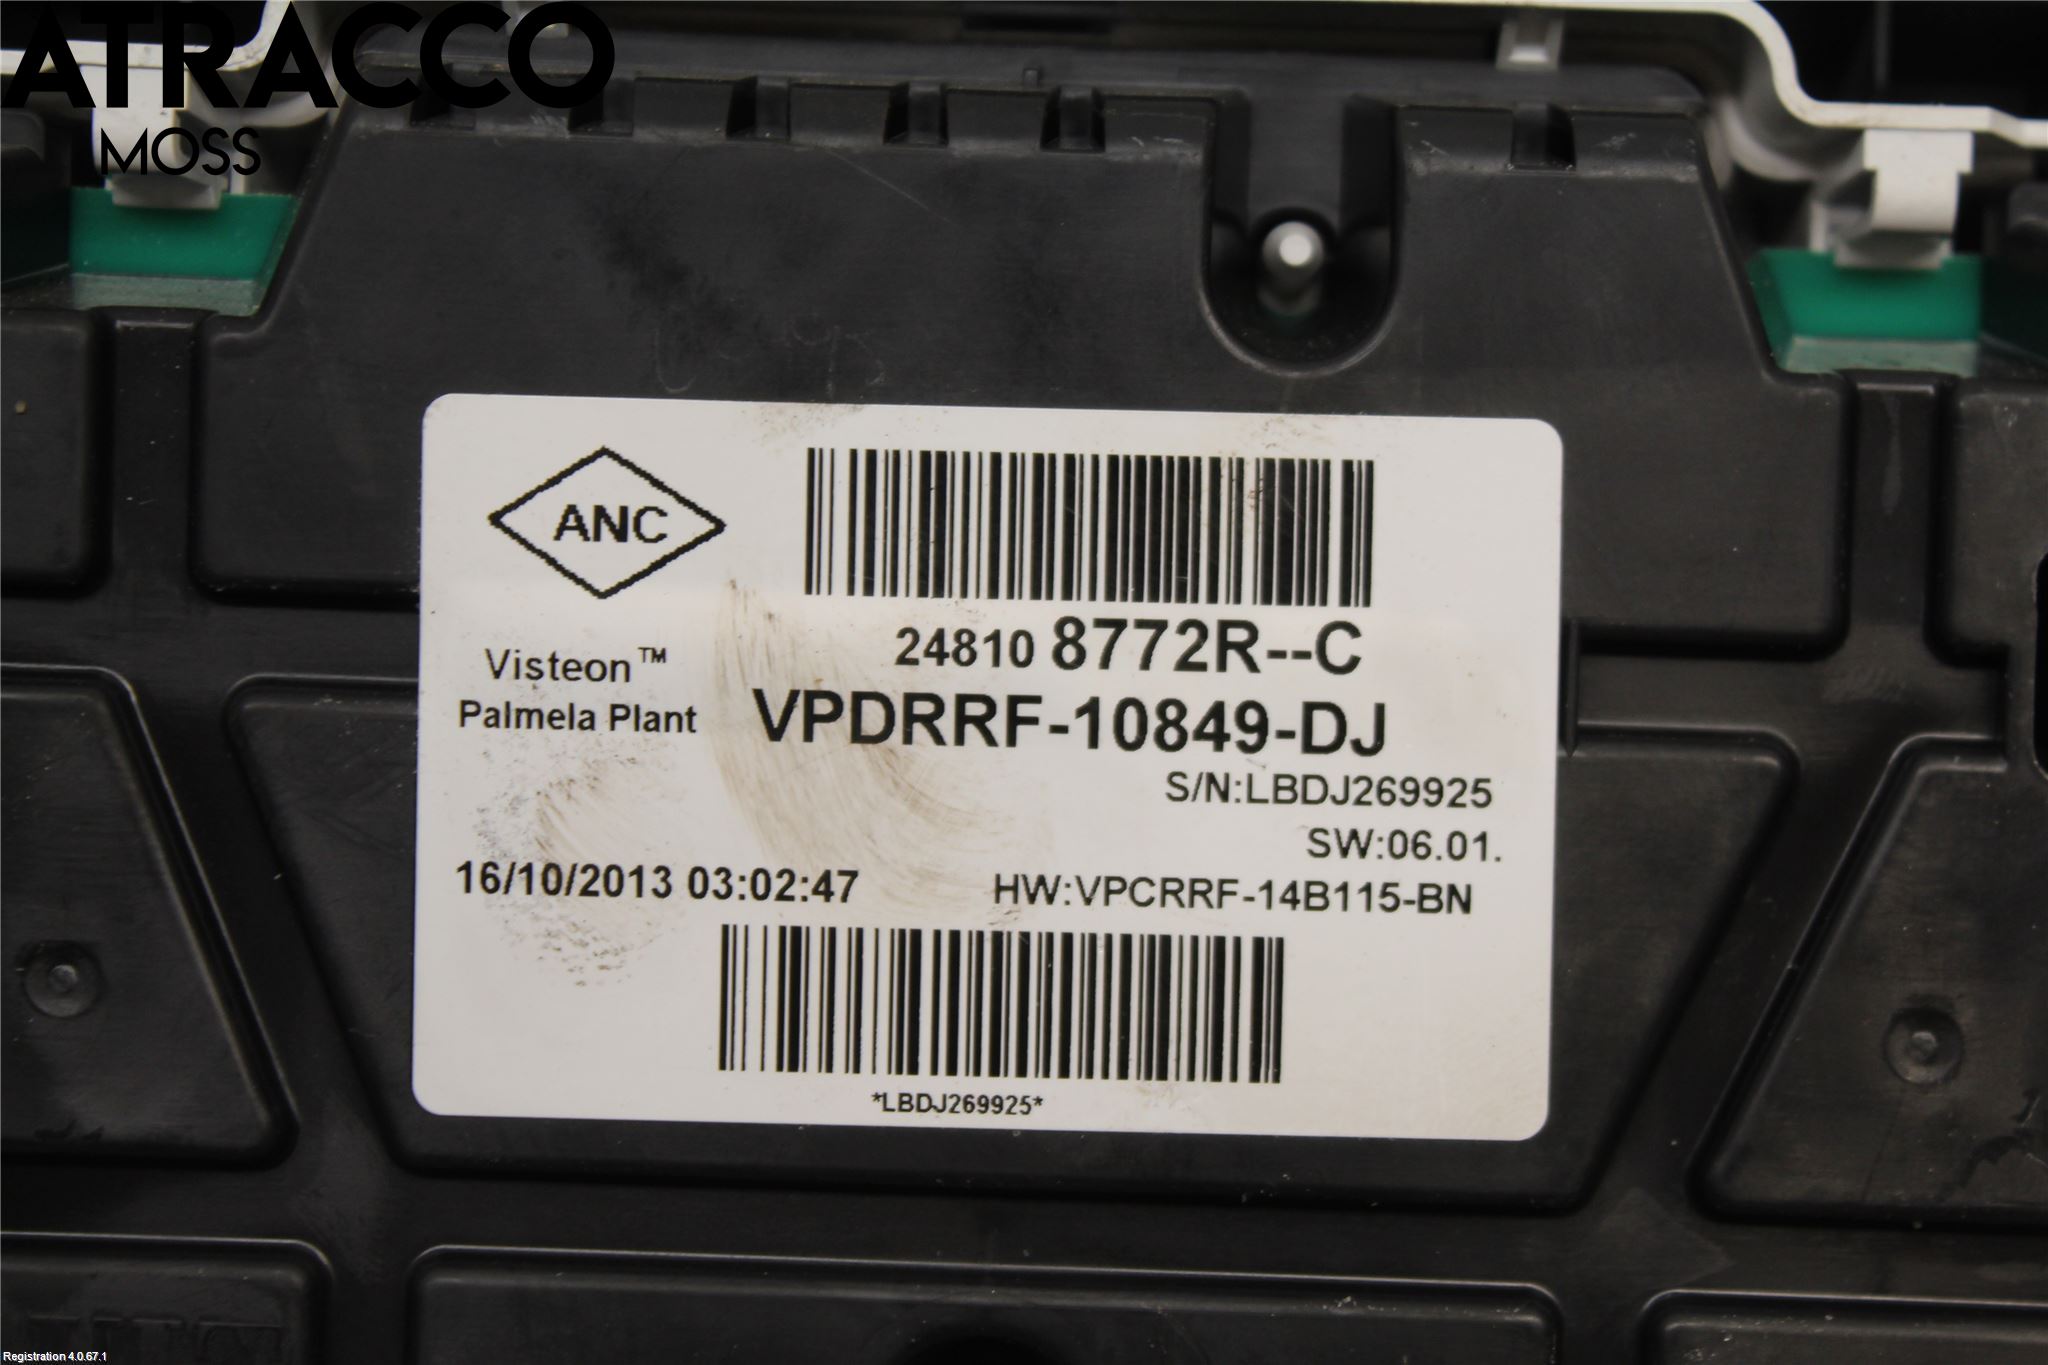 ATRACCO
MOSS
ANC
24810 8772R--C
Visteon™
Palmela Plant
VPDRRF-10849-DJ
S/N:LBDJ269925
SW:06.01.
16/10/2013 03:02:47
HW:VPCRRF-14B115-BN
*LBDJ269925*
Registration 4.0.67.1